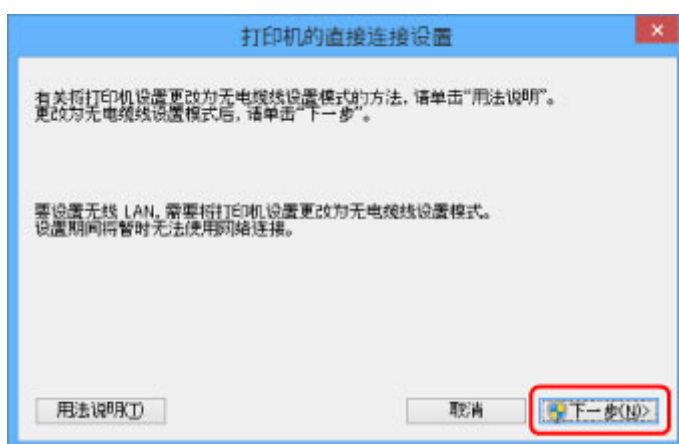 打印机的直接连接设置
有关将打印机设置更改为无电缆线设置模式的方法，请单击“用法说明”。
更改为无电缆线设置模式后，请单击“下一步”。
要设置无线 LAN，需要将打印机设置更改为无电缆线设置模式。
设置期间将暂时无法使用网络连接。
用法说明(T)
取消
下一步(N)>